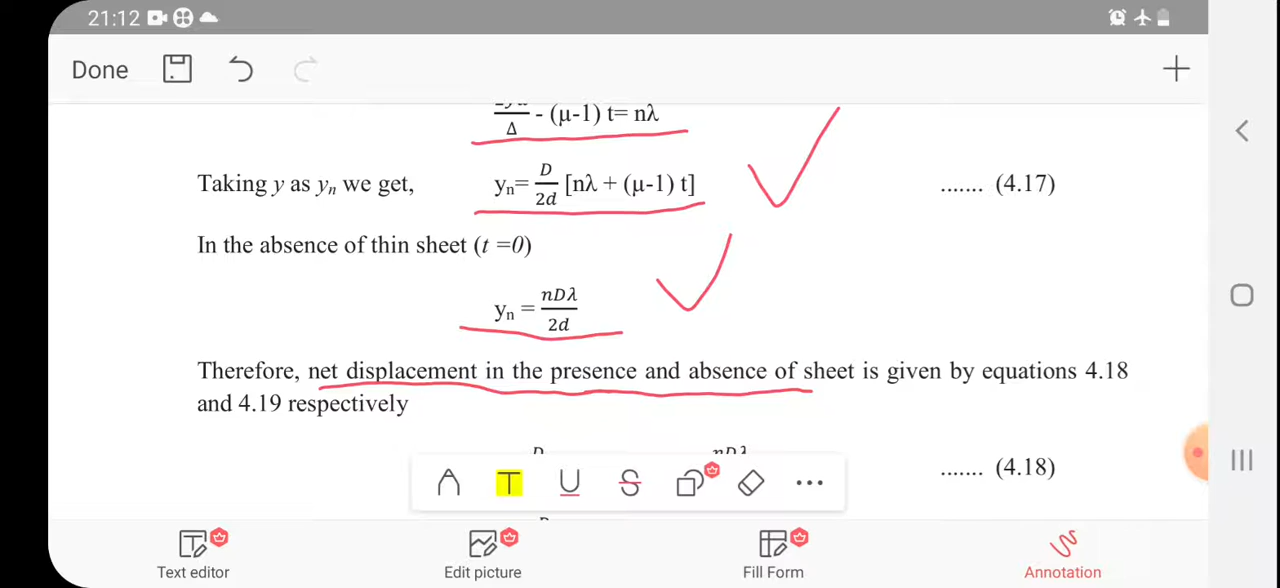 21:12
Done
Δ - (μ-1) t= nλ
Taking y as yn we get, yn= D/2d [nλ + (μ-1) t] ....... (4.17)
In the absence of thin sheet (t =0)
yn = nDλ/2d
Therefore, net displacement in the presence and absence of sheet is given by equations 4.18
and 4.19 respectively
....... (4.18)
Text editor Edit picture Fill Form Annotation